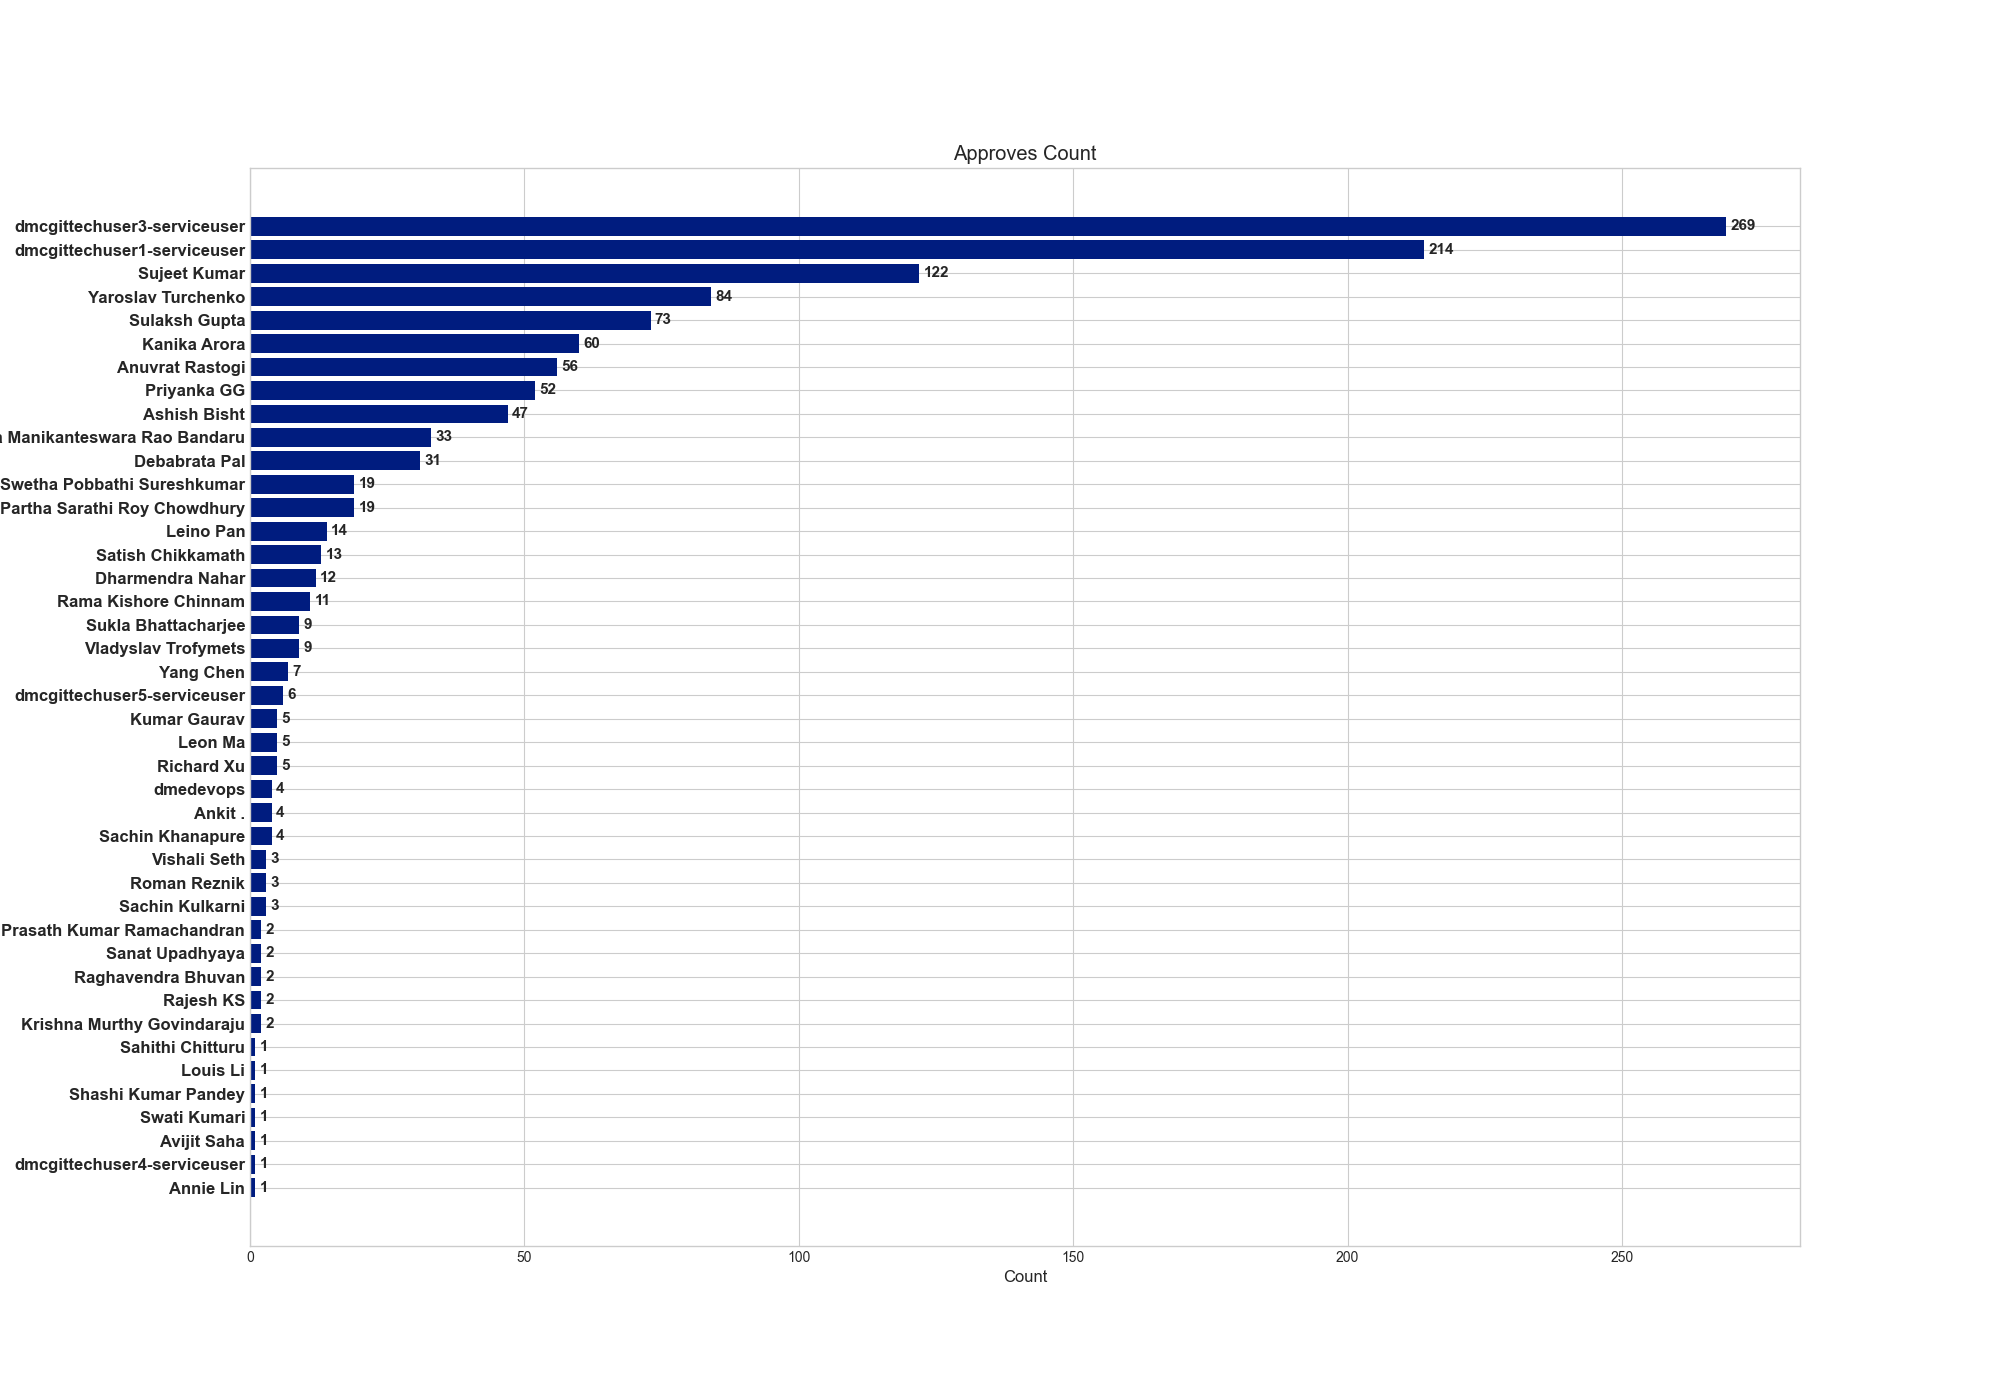 Approves Count
dmcgittechuser3-serviceuser 269
dmcgittechuser1-serviceuser 214
Sujeet Kumar 122
Yaroslav Turchenko 84
Sulaksh Gupta 73
Kanika Arora 60
Anuvrat Rastogi 56
Priyanka GG 52
Ashish Bisht 47
Manikanteswara Rao Bandaru 33
Debabrata Pal 31
Swetha Pobbathi Sureshkumar 19
Partha Sarathi Roy Chowdhury 19
Leino Pan 14
Satish Chikkamath 13
Dharmendra Nahar 12
Rama Kishore Chinnam 11
Sukla Bhattacharjee 9
Vladyslav Trofymets 9
Yang Chen 7
dmcgittechuser5-serviceuser 6
Kumar Gaurav 5
Leon Ma 5
Richard Xu 5
dmedevops 4
Ankit . 4
Sachin Khanapure 4
Vishali Seth 3
Roman Reznik 3
Sachin Kulkarni 3
Prasath Kumar Ramachandran 2
Sanat Upadhyaya 2
Raghavendra Bhuvan 2
Rajesh KS 2
Krishna Murthy Govindaraju 2
Sahithi Chitturu 1
Louis Li 1
Shashi Kumar Pandey 1
Swati Kumari 1
Avijit Saha 1
dmcgittechuser4-serviceuser 1
Annie Lin 1
0 50 100 150 200 250
Count